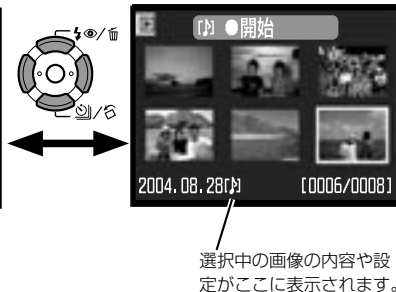 [♪] ●開始
2004.08.28[♪] [0006/0008]
選択中の画像の内容や設
定がここに表示されます。